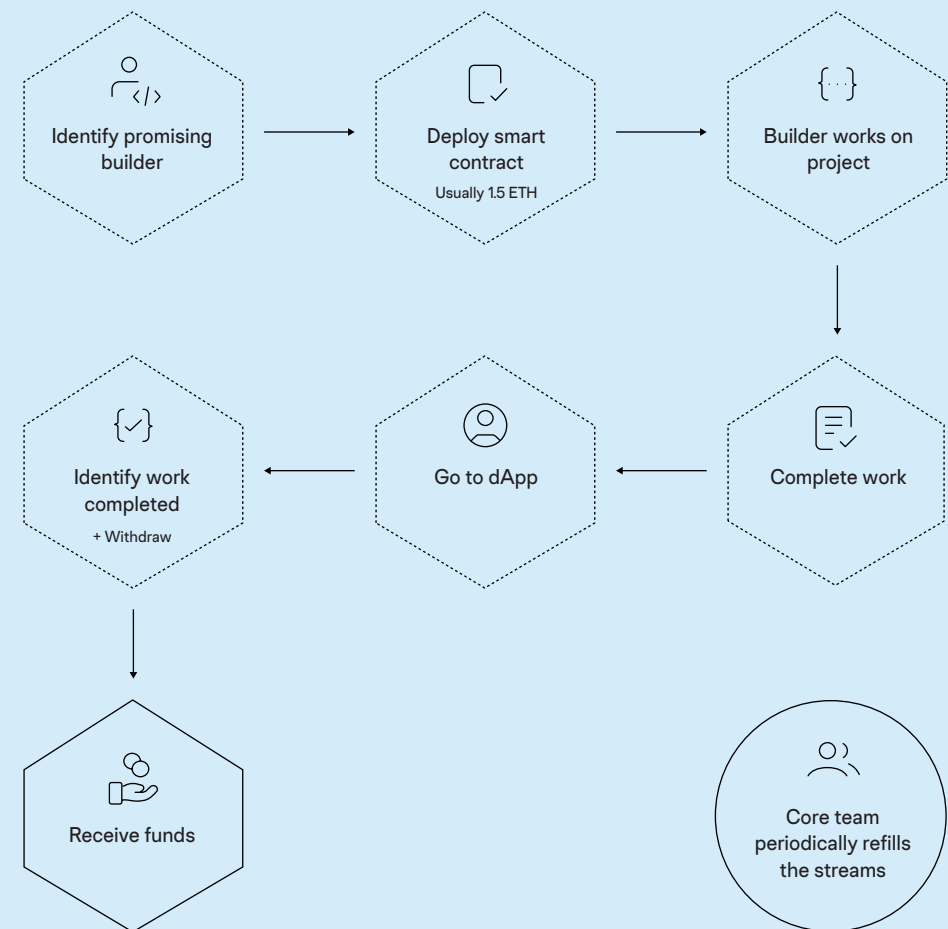 Identify promising
builder
Deploy smart
contract
Usually 1.5 ETH
Builder works on
project
Identify work
completed
+ Withdraw
Go to dApp
Complete work
Receive funds
Core team
periodically refills
the streams